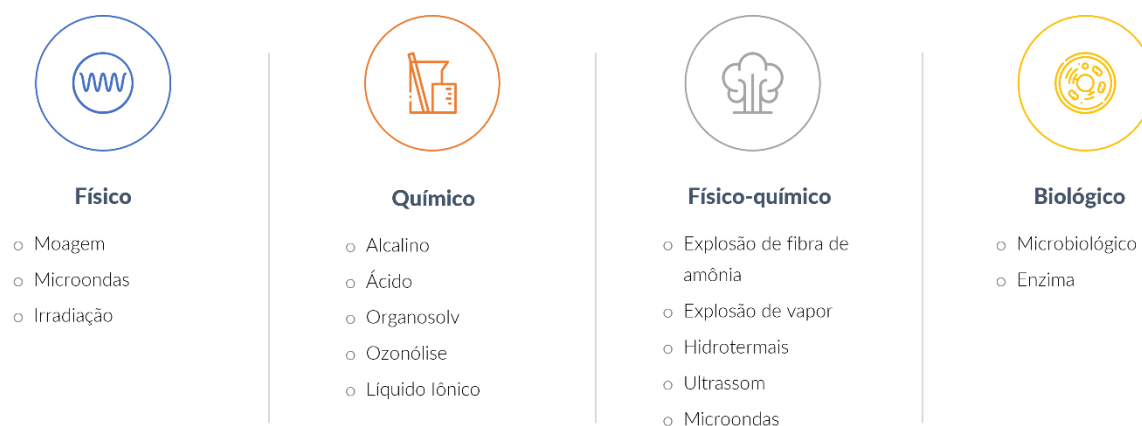 Físico
Moagem
Microondas
Irradiação
Químico
Alcalino
Ácido
Organosolv
Ozonólise
Líquido Iônico
Físico-químico
Explosão de fibra de
amônia
Explosão de vapor
Hidrotermais
Ultrassom
Microondas
Biológico
Microbiológico
Enzima